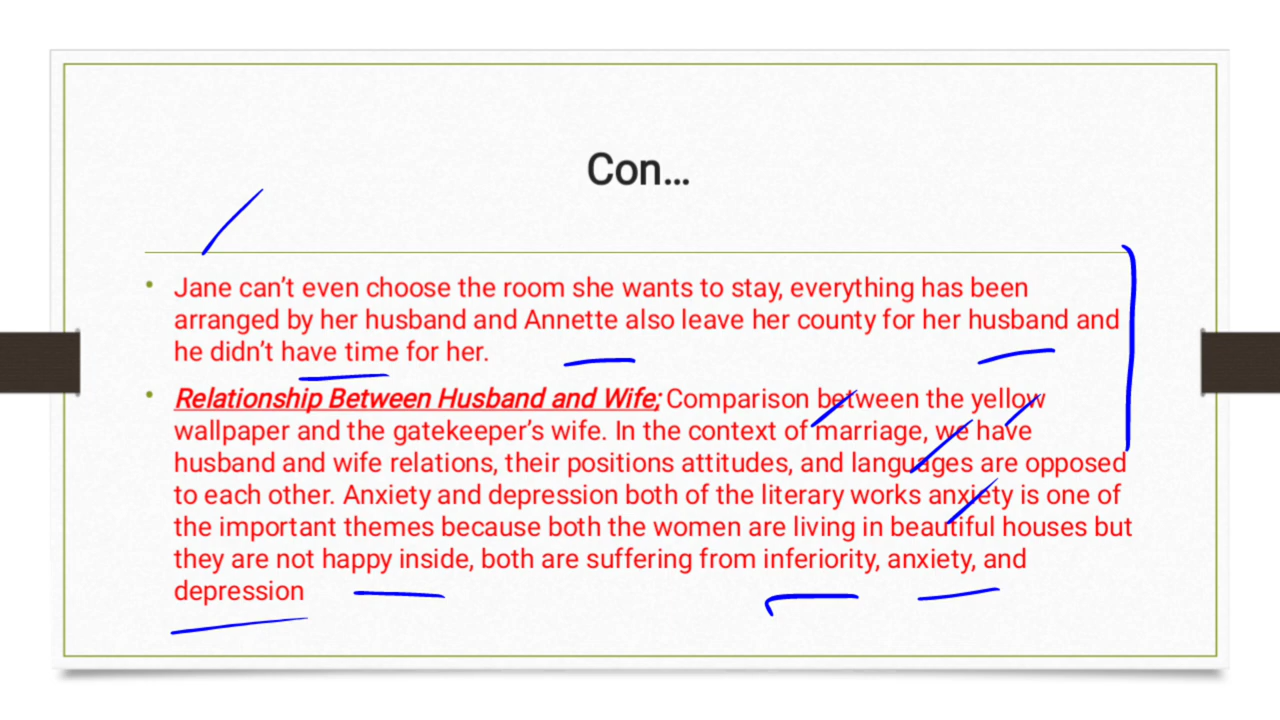 Con...
• Jane can't even choose the room she wants to stay, everything has been
arranged by her husband and Annette also leave her county for her husband and
he didn't have time for her.
• Relationship Between Husband and Wife; Comparison between the yellow
wallpaper and the gatekeeper's wife. In the context of marriage, we have
husband and wife relations, their positions attitudes, and languages are opposed
to each other. Anxiety and depression both of the literary works anxiety is one of
the important themes because both the women are living in beautiful houses but
they are not happy inside, both are suffering from inferiority, anxiety, and
depression